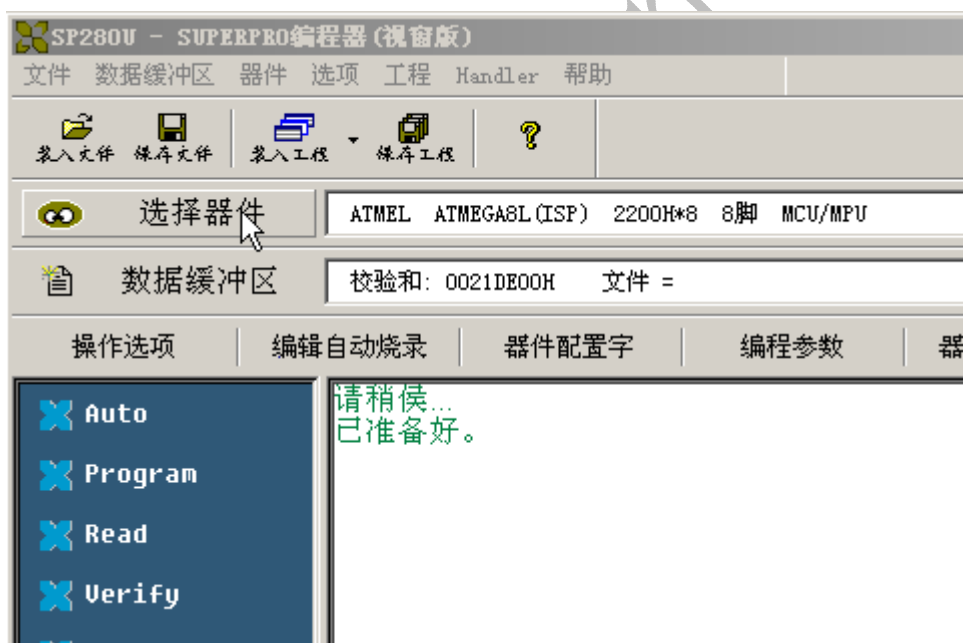 SP280U - SUPERPRO编程器(视窗版)
文件 数据缓冲区 器件 选项 工程 Handler 帮助
装入文件 保存文件 装入工程 保存工程
选择器件 ATMEL ATMEGA8L(ISP) 2200H*8 8脚 MCU/MPU
数据缓冲区 校验和: 0021DE00H 文件 =
操作选项 编辑自动烧录 器件配置字 编程参数 器
Auto
Program
Read
Verify
请稍侯...
已准备好。